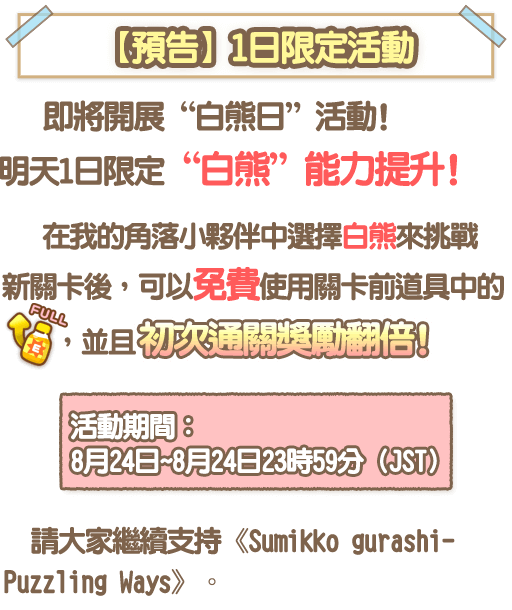 【預告】1日限定活動
即將開展“白熊日”活動!
明天1日限定“白熊”能力提升!
在我的角落小夥伴中選擇白熊來挑戰
新關卡後，可以免費使用關卡前道具中的
FULL
E
，並且初次通關獎勵翻倍!
活動期間：
8月24日~8月24日23時59分 (JST)
請大家繼續支持《Sumikko gurashi-
Puzzling Ways》。